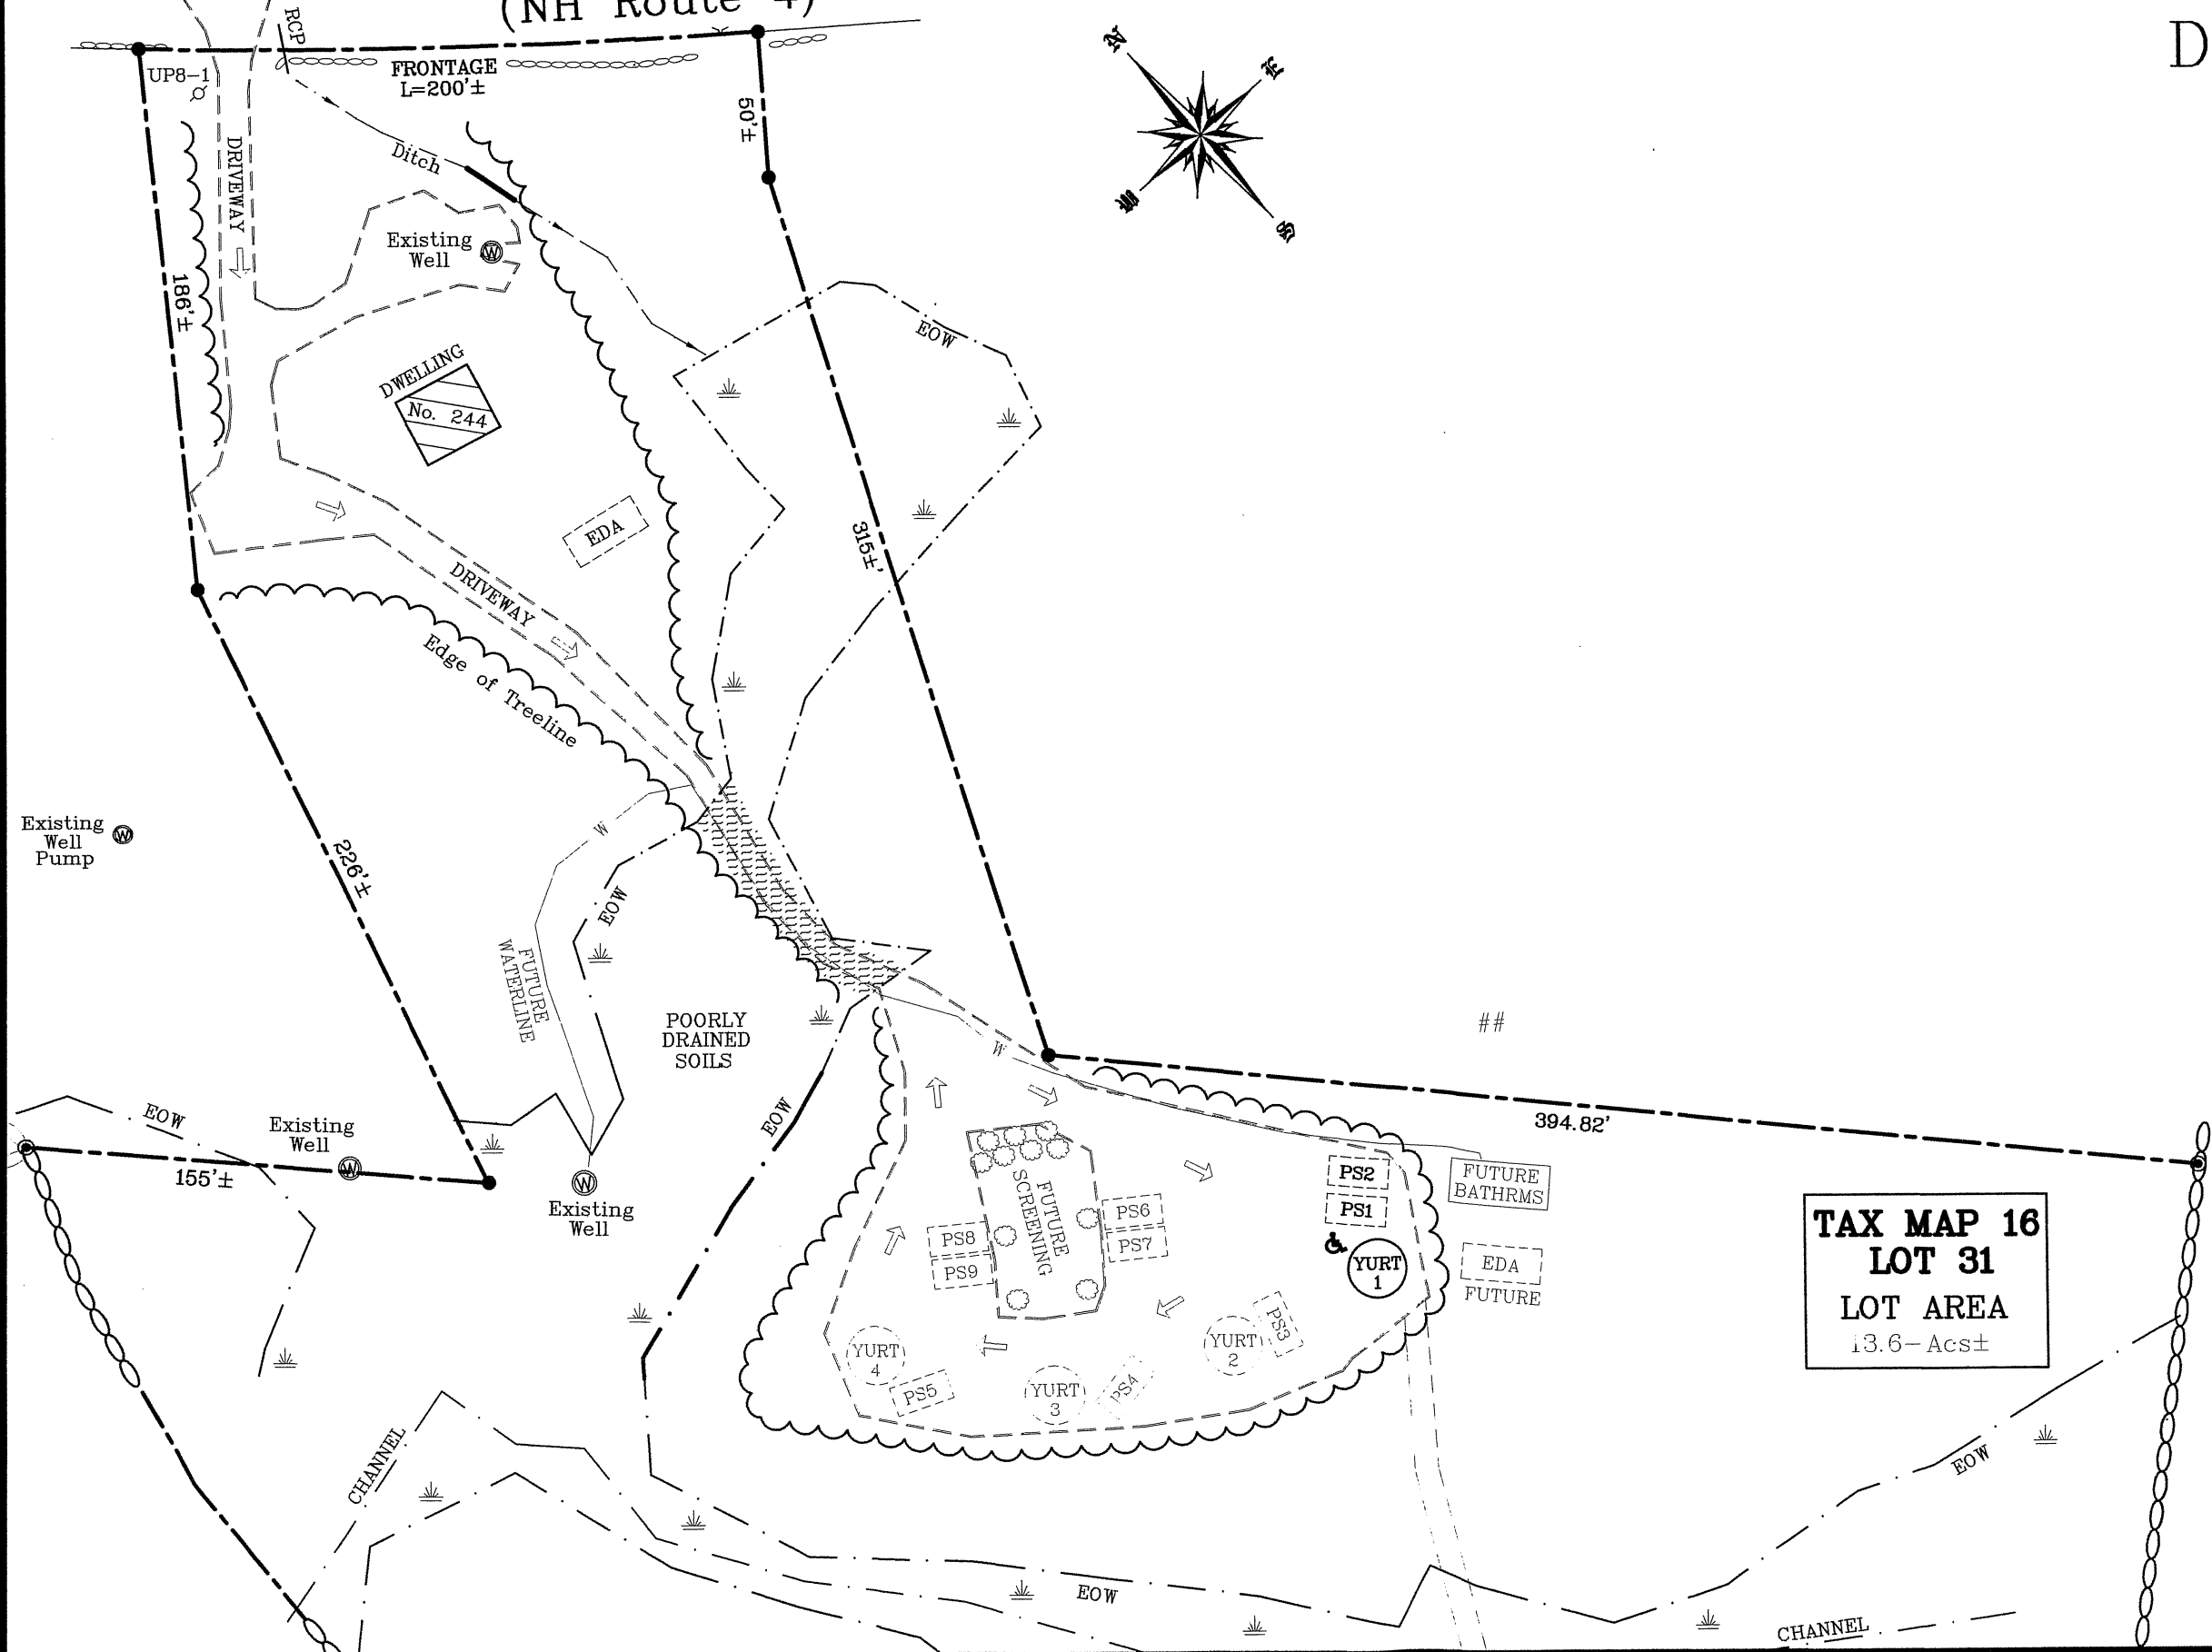 (NH Route 4)
D
RCP
UP8-1
FRONTAGE
L=200'±
50'±
N
E
W
S
DRIVEWAY
Ditch
Existing
Well
W
186'±
EOW
DWELLING
No. 244
EDA
315±'
DRIVEWAY
Edge of Treeline
Existing
Well
Pump
W
W
226'±
EOW
FUTURE
WATERLINE
POORLY
DRAINED
SOILS
W
##
EOW
EOW
Existing
Well
W
155'±
W
Existing
Well
394.82'
FUTURE
SCREENING
PS2
PS1
FUTURE
BATHRMS
PS6
PS7
PS8
PS9
YURT
1
EDA
FUTURE
TAX MAP 16
LOT 31
LOT AREA
13.6-Acs±
YURT
2
PS3
YURT
4
PS5
YURT
3
PS4
CHANNEL
EOW
EOW
CHANNEL